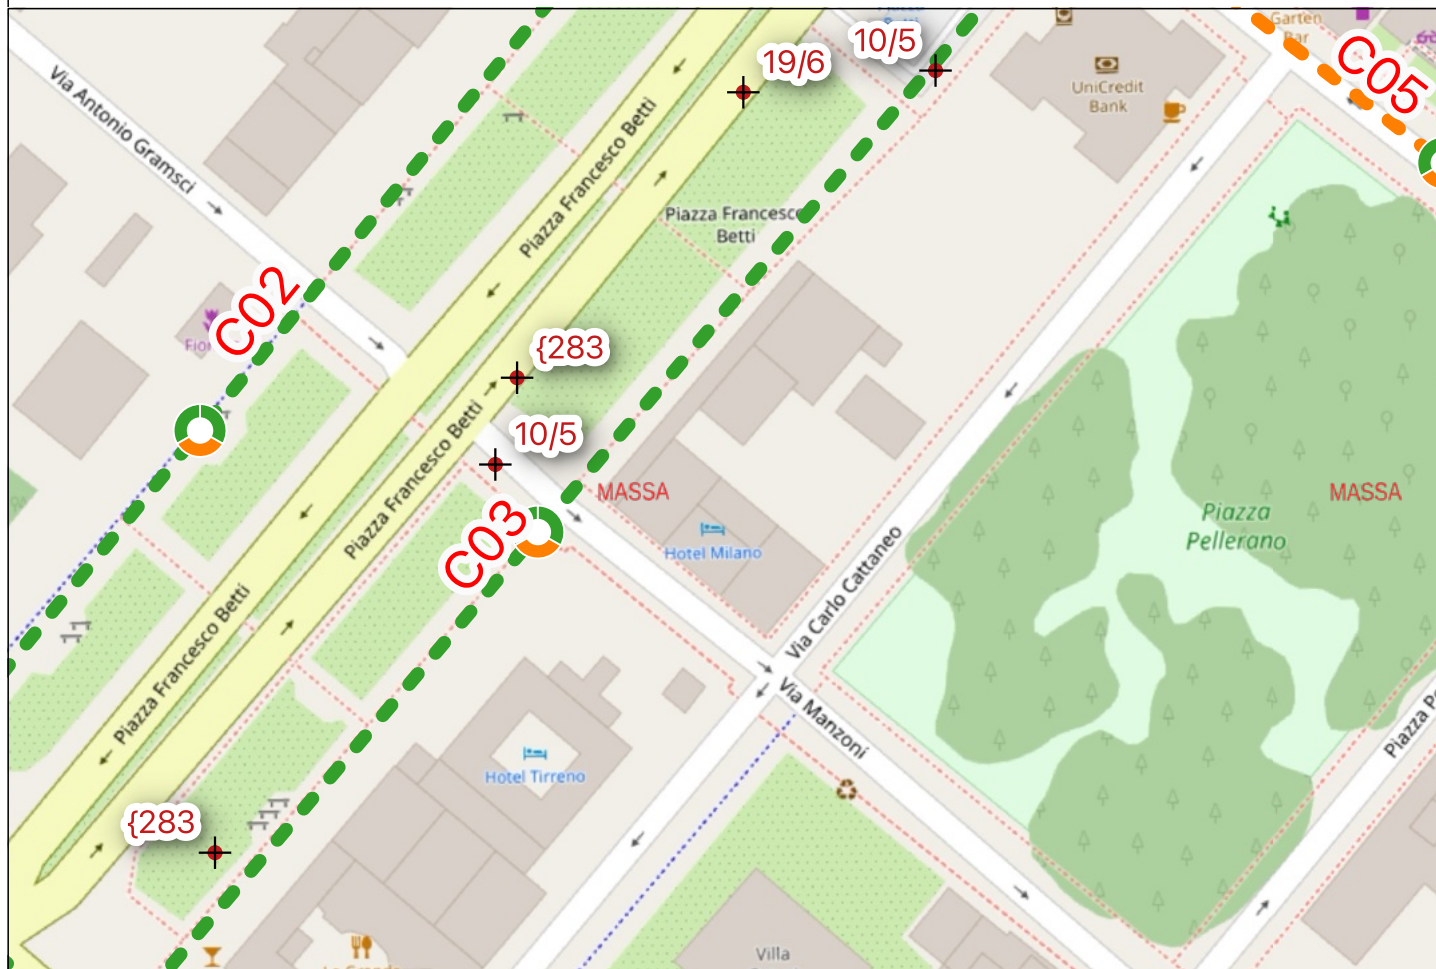 Garten
Bar
C05
10/5
19/6
UniCredit
Bank
Via Antonio Gramsci
Piazza Francesco Betti
Piazza Francesco
Betti
C02
{283
10/5
Piazza Francesco Betti
MASSA
MASSA
Piazza
Pellerano
C03
Hotel Milano
Via Carlo Cattaneo
Piazza Francesco Betti
Via Manzoni
Hotel Tirreno
{283
Villa